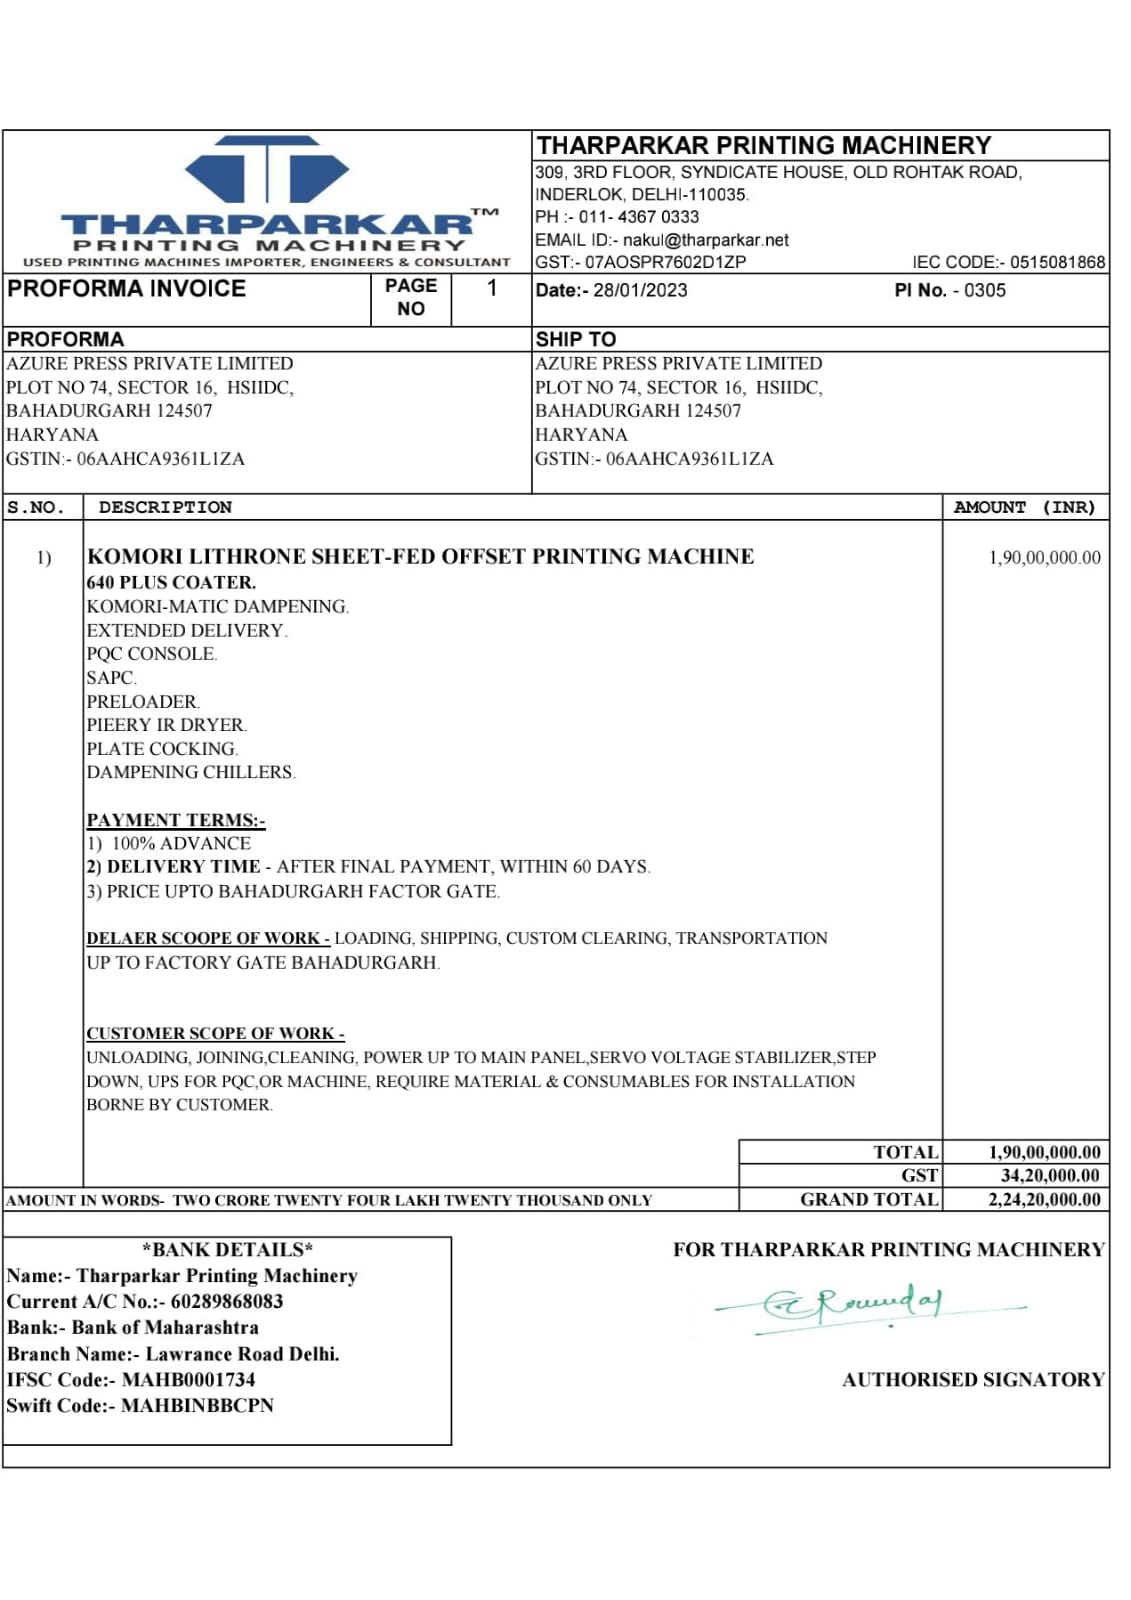 THARPARKAR™
PRINTING MACHINERY
USED PRINTING MACHINES IMPORTER, ENGINEERS & CONSULTANT
THARPARKAR PRINTING MACHINERY
309, 3RD FLOOR, SYNDICATE HOUSE, OLD ROHTAK ROAD,
INDERLOK, DELHI-110035.
PH :- 011- 4367 0333
EMAIL ID:- nakul@tharparkar.net
GST:- 07AOSPR7602D1ZP IEC CODE:- 0515081868
PROFORMA INVOICE
PAGE
NO
1
Date:- 28/01/2023 PI No. - 0305
PROFORMA
AZURE PRESS PRIVATE LIMITED
PLOT NO 74, SECTOR 16, HSIIDC,
BAHADURGARH 124507
HARYANA
GSTIN:- 06AAHCA9361L1ZA
SHIP TO
AZURE PRESS PRIVATE LIMITED
PLOT NO 74, SECTOR 16, HSIIDC,
BAHADURGARH 124507
HARYANA
GSTIN:- 06AAHCA9361L1ZA
S.NO. DESCRIPTION AMOUNT (INR)
1) KOMORI LITHRONE SHEET-FED OFFSET PRINTING MACHINE 1,90,00,000.00
640 PLUS COATER.
KOMORI-MATIC DAMPENING.
EXTENDED DELIVERY.
PQC CONSOLE.
SAPC.
PRELOADER.
PIEERY IR DRYER.
PLATE COCKING.
DAMPENING CHILLERS.
PAYMENT TERMS:-
1) 100% ADVANCE
2) DELIVERY TIME - AFTER FINAL PAYMENT, WITHIN 60 DAYS.
3) PRICE UPTO BAHADURGARH FACTOR GATE.
DELAER SCOOPE OF WORK - LOADING, SHIPPING, CUSTOM CLEARING, TRANSPORTATION
UP TO FACTORY GATE BAHADURGARH.
CUSTOMER SCOPE OF WORK -
UNLOADING, JOINING,CLEANING, POWER UP TO MAIN PANEL,SERVO VOLTAGE STABILIZER,STEP
DOWN, UPS FOR PQC,OR MACHINE, REQUIRE MATERIAL & CONSUMABLES FOR INSTALLATION
BORNE BY CUSTOMER.
TOTAL 1,90,00,000.00
GST 34,20,000.00
AMOUNT IN WORDS- TWO CRORE TWENTY FOUR LAKH TWENTY THOUSAND ONLY GRAND TOTAL 2,24,20,000.00
*BANK DETAILS*
Name:- Tharparkar Printing Machinery
Current A/C No.:- 60289868083
Bank:- Bank of Maharashtra
Branch Name:- Lawrance Road Delhi.
IFSC Code:- MAHB0001734
Swift Code:- MAHBINBBCPN
FOR THARPARKAR PRINTING MACHINERY
AUTHORISED SIGNATORY